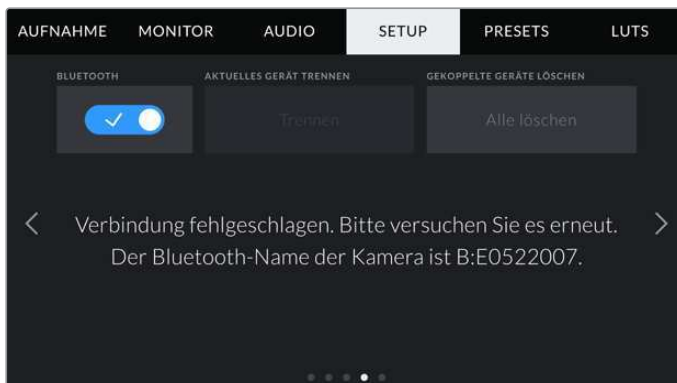 AUFNAHME MONITOR AUDIO SETUP PRESETS LUTS
BLUETOOTH AKTUELLES GERÄT TRENNEN GEKOPPELTE GERÄTE LÖSCHEN
Trennen Alle löschen
Verbindung fehlgeschlagen. Bitte versuchen Sie es erneut.
Der Bluetooth-Name der Kamera ist B:E0522007.